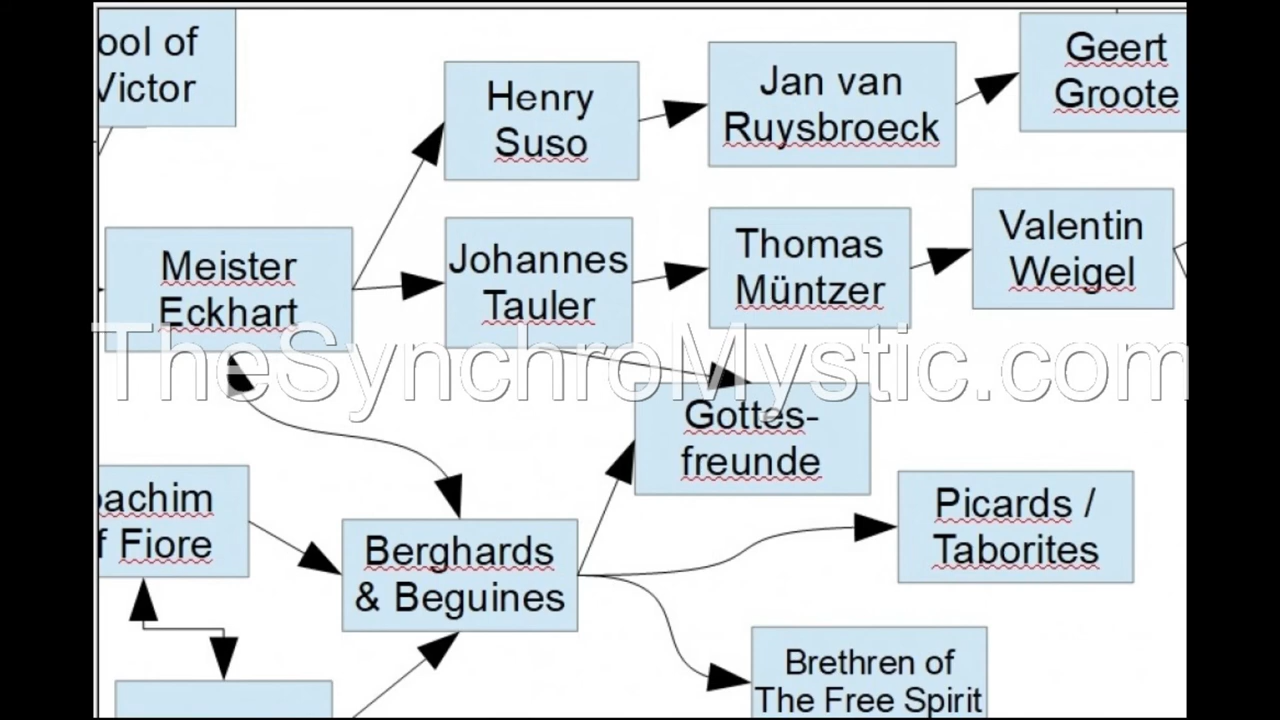 ool of
Victor
Henry
Suso
Jan van
Ruysbroeck
Geert
Groote
Meister
Eckhart
Johannes
Tauler
Thomas
Müntzer
Valentin
Weigel
TheSynchroMystic.com
Gottes-
freunde
oachim
f Fiore
Berghards
& Beguines
Picards /
Taborites
Brethren of
The Free Spirit